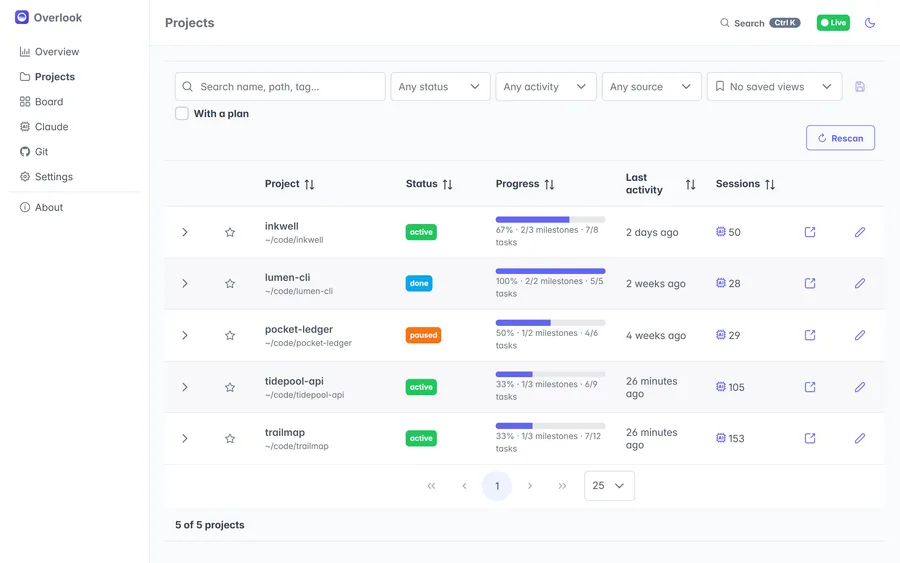 Overlook
Projects
Search Ctrl K
Live
Overview
Projects
Board
Claude
Git
Settings
About
Search name, path, tag...
Any status
Any activity
Any source
No saved views
With a plan
Rescan
Project
Status
Progress
Last
activity
Sessions
inkwell
~/code/inkwell
active
67% · 2/3 milestones · 7/8
tasks
2 days ago
50
lumen-cli
~/code/lumen-cli
done
100% · 2/2 milestones · 5/5
tasks
2 weeks ago
28
pocket-ledger
~/code/pocket-ledger
paused
50% · 1/2 milestones · 4/6
tasks
4 weeks ago
29
tidepool-api
~/code/tidepool-api
active
33% · 1/3 milestones · 6/9
tasks
26 minutes
ago
105
trailmap
~/code/trailmap
active
33% · 1/3 milestones · 7/12
tasks
26 minutes
ago
153
1
25
5 of 5 projects